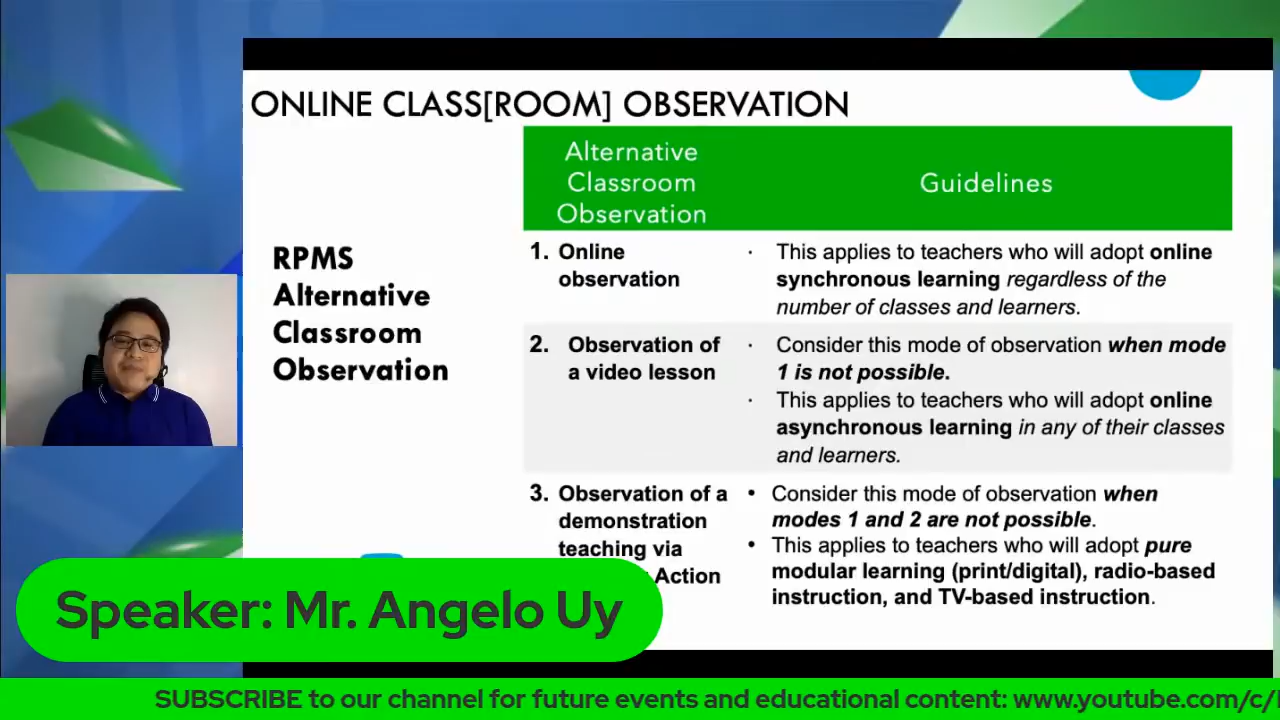 ONLINE CLASS[ROOM] OBSERVATION
RPMS
Alternative
Classroom
Observation
Alternative
Classroom
Observation
Guidelines
1. Online
observation
· This applies to teachers who will adopt online
synchronous learning regardless of the
number of classes and learners.
2. Observation of
a video lesson
· Consider this mode of observation when mode
1 is not possible.
· This applies to teachers who will adopt online
asynchronous learning in any of their classes
and learners.
3. Observation of a
demonstration
teaching via
Action
• Consider this mode of observation when
modes 1 and 2 are not possible.
• This applies to teachers who will adopt pure
modular learning (print/digital), radio-based
instruction, and TV-based instruction.
Speaker: Mr. Angelo Uy
SUBSCRIBE to our channel for future events and educational content: www.youtube.com/c/